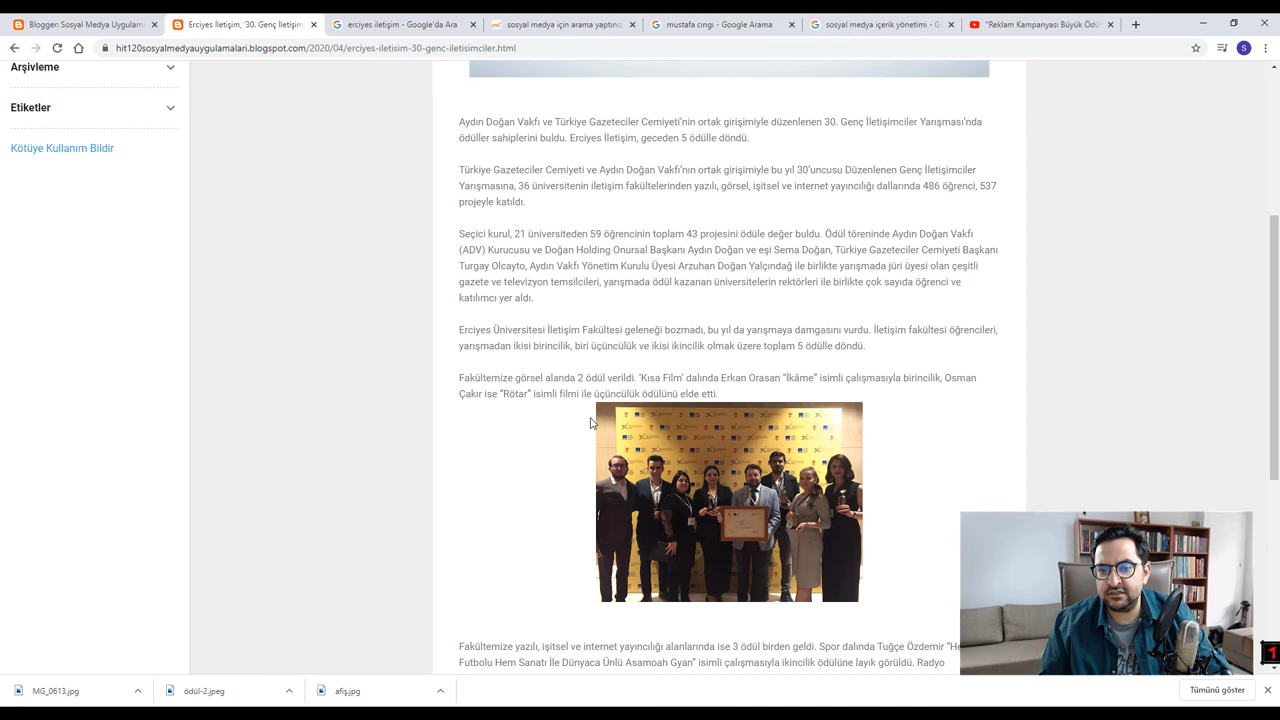 Blogger: Sosyal Medya Uygulama
Erciyes İletişim, '30. Genç İletişim
erciyes iletişim - Google'da Ara
sosyal medya için arama yaptınız
mustafa cıngı - Google Arama
sosyal medya içerik yönetimi - G
"Reklam Kampanyası Büyük Ödül
hit120sosyalmedyauygulamalari.blogspot.com/2020/04/erciyes-iletisim-30-genc-iletisimciler.html
S
Arşivleme
Etiketler
Kötüye Kullanım Bildir
Aydın Doğan Vakfı ve Türkiye Gazeteciler Cemiyeti'nin ortak girişimiyle düzenlenen 30. Genç İletişimciler Yarışması'nda
ödüller sahiplerini buldu. Erciyes İletişim, geceden 5 ödülle döndü.
Türkiye Gazeteciler Cemiyeti ve Aydın Doğan Vakfı'nın ortak girişimiyle bu yıl 30'uncusu Düzenlenen Genç İletişimciler
Yarışmasına, 36 üniversitenin iletişim fakültelerinden yazılı, görsel, işitsel ve internet yayıncılığı dallarında 486 öğrenci, 537
projeyle katıldı.
Seçici kurul, 21 üniversiteden 59 öğrencinin toplam 43 projesini ödüle değer buldu. Ödül töreninde Aydın Doğan Vakfı
(ADV) Kurucusu ve Doğan Holding Onursal Başkanı Aydın Doğan ve eşi Sema Doğan, Türkiye Gazeteciler Cemiyeti Başkanı
Turgay Olcayto, Aydın Vakfı Yönetim Kurulu Üyesi Arzuhan Doğan Yalçındağ ile birlikte yarışmada jüri üyesi olan çeşitli
gazete ve televizyon temsilcileri, yarışmada ödül kazanan üniversitelerin rektörleri ile birlikte çok sayıda öğrenci ve
katılımcı yer aldı.
Erciyes Üniversitesi İletişim Fakültesi geleneği bozmadı, bu yıl da yarışmaya damgasını vurdu. İletişim fakültesi öğrencileri,
yarışmadan ikisi birincilik, biri üçüncülük ve ikisi ikincilik olmak üzere toplam 5 ödülle döndü.
Fakültemize görsel alanda 2 ödül verildi. 'Kısa Film' dalında Erkan Orasan "İkâme" isimli çalışmasıyla birincilik, Osman
Çakır ise "Rötar" isimli filmi ile üçüncülük ödülünü elde etti.
Fakültemize yazılı, işitsel ve internet yayıncılığı alanlarında ise 3 ödül birden geldi. Spor dalında Tuğçe Özdemir "He
Futbolu Hem Sanatı İle Dünyaca Ünlü Asamoah Gyan" isimli çalışmasıyla ikincilik ödülüne layık görüldü. Radyo
1
MG_0613.jpg
ödül-2.jpeg
afiş.jpg
Tümünü göster